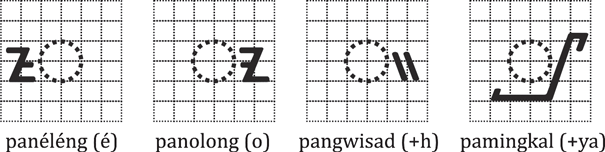 panéléng (é) panolong (o) pangwisad (+h) pamingkal (+ya)